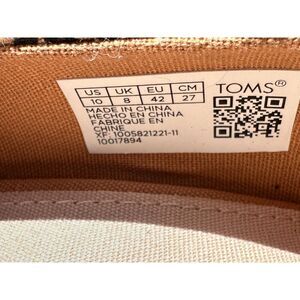 US UK EU CM
10 8 42 27
MADE IN CHINA
HECHO EN CHINA
FABRIQUE EN
CHINE
XF: 1005821221-11
10017894
TOMS®